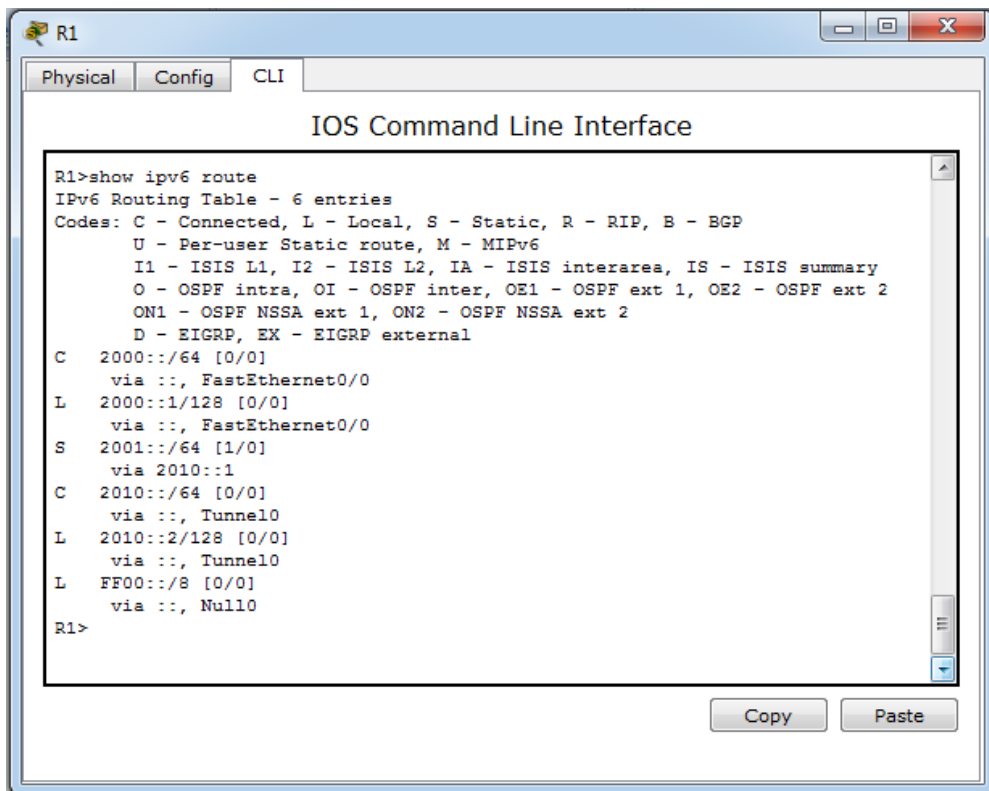 R1
Physical
Config
CLI
IOS Command Line Interface
R1>show ipv6 route
IPv6 Routing Table - 6 entries
Codes: C - Connected, L - Local, S - Static, R - RIP, B - BGP
U - Per-user Static route, M - MIPv6
I1 - ISIS L1, I2 - ISIS L2, IA - ISIS interarea, IS - ISIS summary
O - OSPF intra, OI - OSPF inter, OE1 - OSPF ext 1, OE2 - OSPF ext 2
ON1 - OSPF NSSA ext 1, ON2 - OSPF NSSA ext 2
D - EIGRP, EX - EIGRP external
C 2000::/64 [0/0]
via ::, FastEthernet0/0
L 2000::1/128 [0/0]
via ::, FastEthernet0/0
S 2001::/64 [1/0]
via 2010::1
C 2010::/64 [0/0]
via ::, Tunnel0
L 2010::2/128 [0/0]
via ::, Tunnel0
L FF00::/8 [0/0]
via ::, Null0
R1>
Copy
Paste